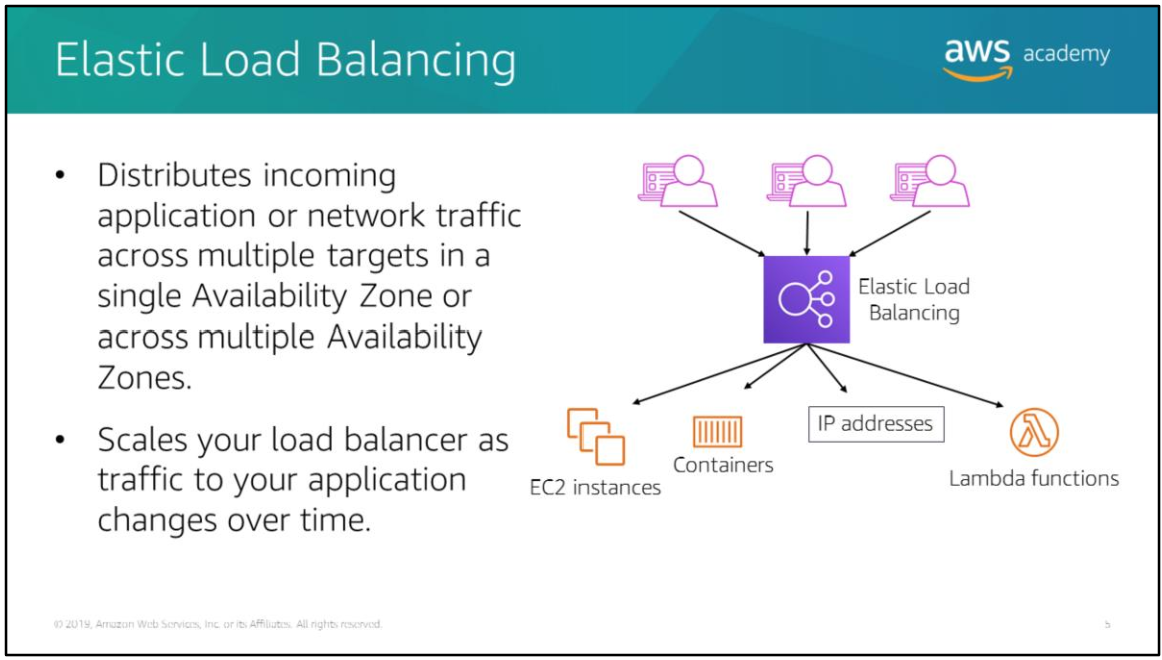 Elastic Load Balancing
aws academy
• Distributes incoming
application or network traffic
across multiple targets in a
single Availability Zone or
across multiple Availability
Zones.
• Scales your load balancer as
traffic to your application
changes over time.
Elastic Load
Balancing
EC2 instances
Containers
IP addresses
Lambda functions
© 2019, Amazon Web Services, Inc. or its Affiliates. All rights reserved.
5